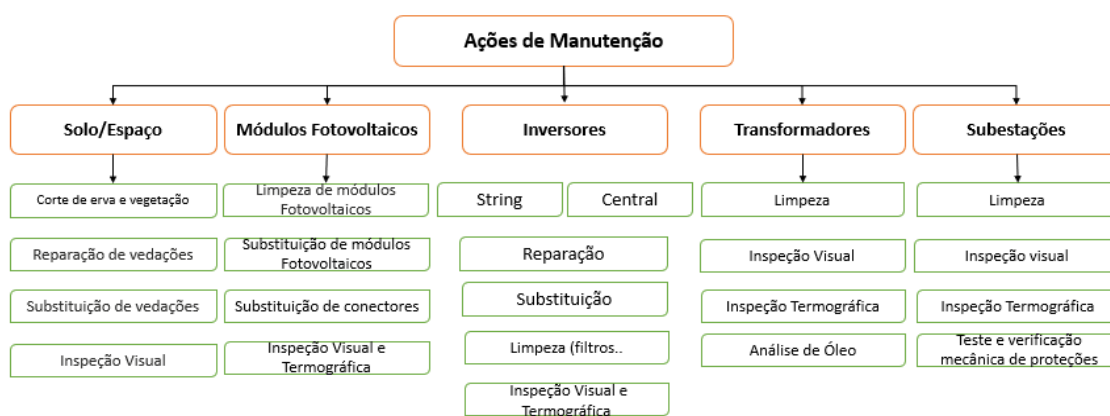 Ações de Manutenção
Solo/Espaço
Módulos Fotovoltaicos
Inversores
Transformadores
Subestações
Corte de erva e vegetação
Reparação de vedações
Substituição de vedações
Inspeção Visual
Limpeza de módulos
Fotovoltaicos
Substituição de módulos
Fotovoltaicos
Substituição de conectores
Inspeção Visual e
Termográfica
String
Central
Reparação
Substituição
Limpeza (filtros..
Inspeção Visual e
Termográfica
Limpeza
Inspeção Visual
Inspeção Termográfica
Análise de Óleo
Limpeza
Inspeção visual
Inspeção Termográfica
Teste e verificação
mecânica de proteções